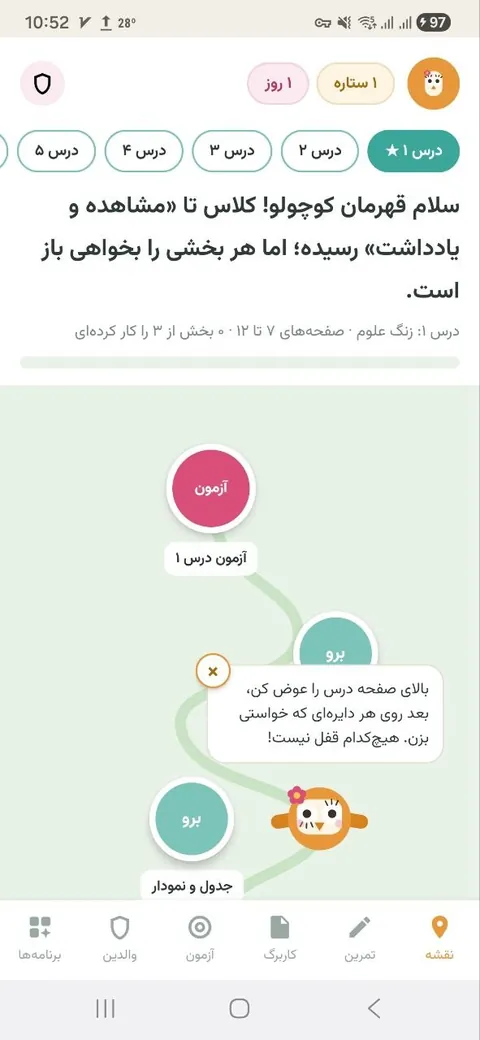 10:52
28°
97
۱ ستاره
۱ روز
درس ۱ ★
درس ۲
درس ۳
درس ۴
درس ۵
سلام قهرمان کوچولو! کلاس تا «مشاهده و
یادداشت» رسیده؛ اما هر بخشی را بخواهی باز
است.
درس ۱: زنگ علوم · صفحه‌های ۷ تا ۱۲ · ۰ بخش از ۳ را کار کرده‌ای
آزمون
آزمون درس ۱
برو
×
بالای صفحه درس را عوض کن،
بعد روی هر دایره‌ای که خواستی
بزن. هیچ‌کدام قفل نیست!
برو
جدول و نمودار
نقشه
تمرین
کاربرگ
آزمون
والدین
برنامه‌ها